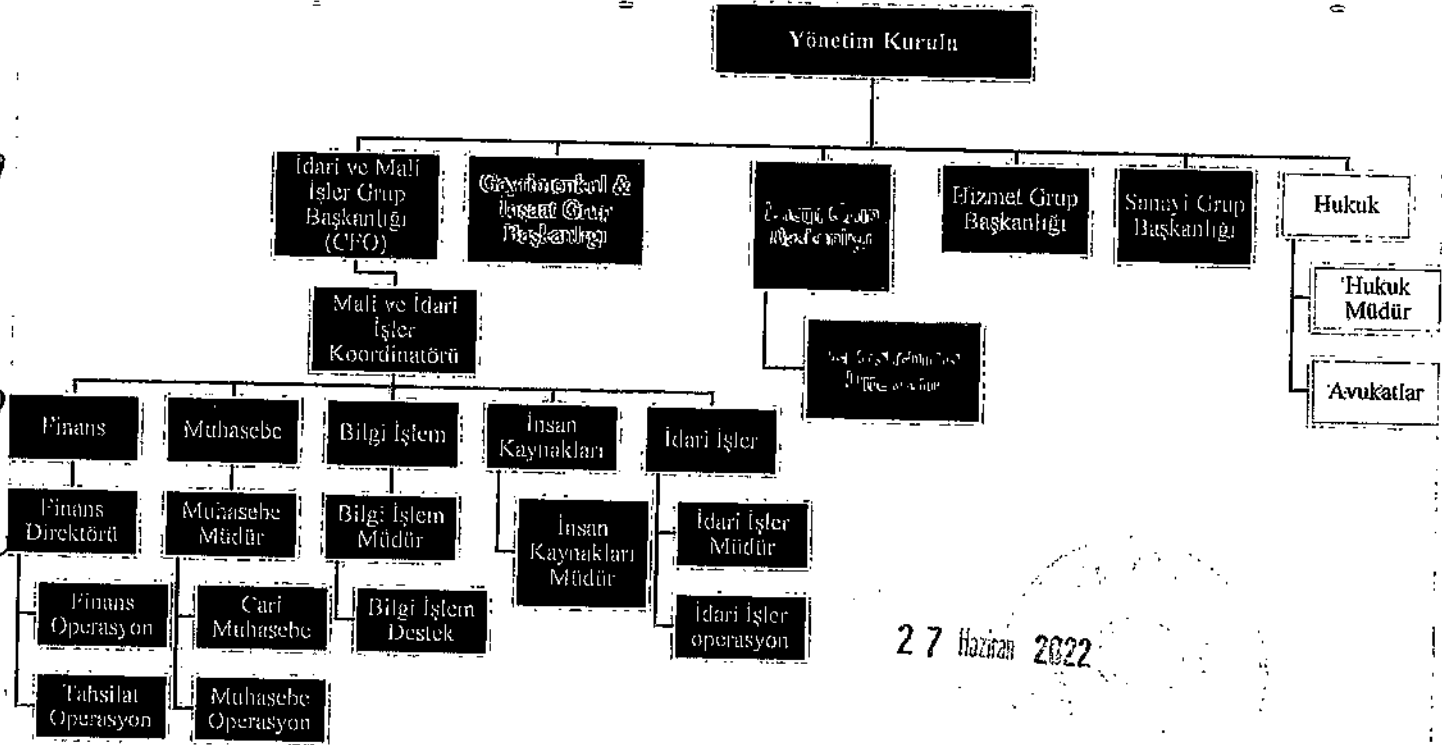 Yönetim Kurulu
İdari ve Mali
İşler Grup
Başkanlığı
(CFO)
Gayrimenkul &
İnşaat Grup
Başkanlığı
Hizmet Grup
Başkanlığı
Sanayi Grup
Başkanlığı
Hukuk
Hukuk
Müdür
Avukatlar
Mali ve İdari
İşler
Koordinatörü
Finans
Muhasebe
Bilgi İşlem
İnsan
Kaynakları
İdari İşler
Finans
Direktörü
Muhasebe
Müdür
Bilgi İşlem
Müdür
İnsan
Kaynakları
Müdür
İdari İşler
Müdür
Finans
Operasyon
Cari
Muhasebe
Bilgi İşlem
Destek
İdari İşler
operasyon
Tahsilat
Operasyon
Muhasebe
Operasyon
27 Haziran 2022